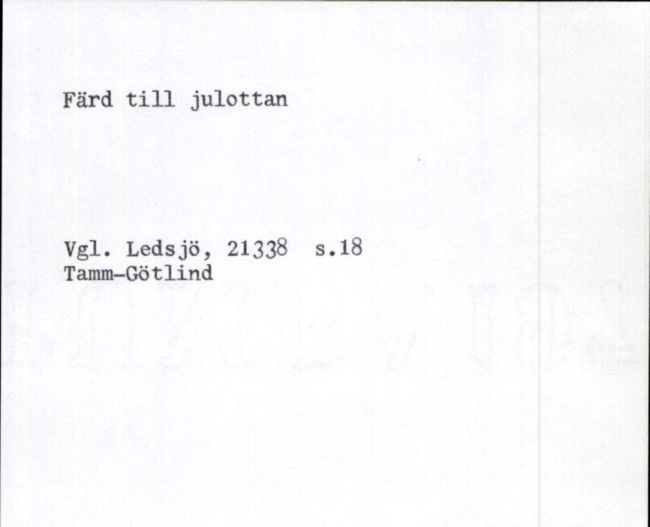 Färd till julottan
Vgl. Ledsjö, 21338 s.18
Tamm-Götlind